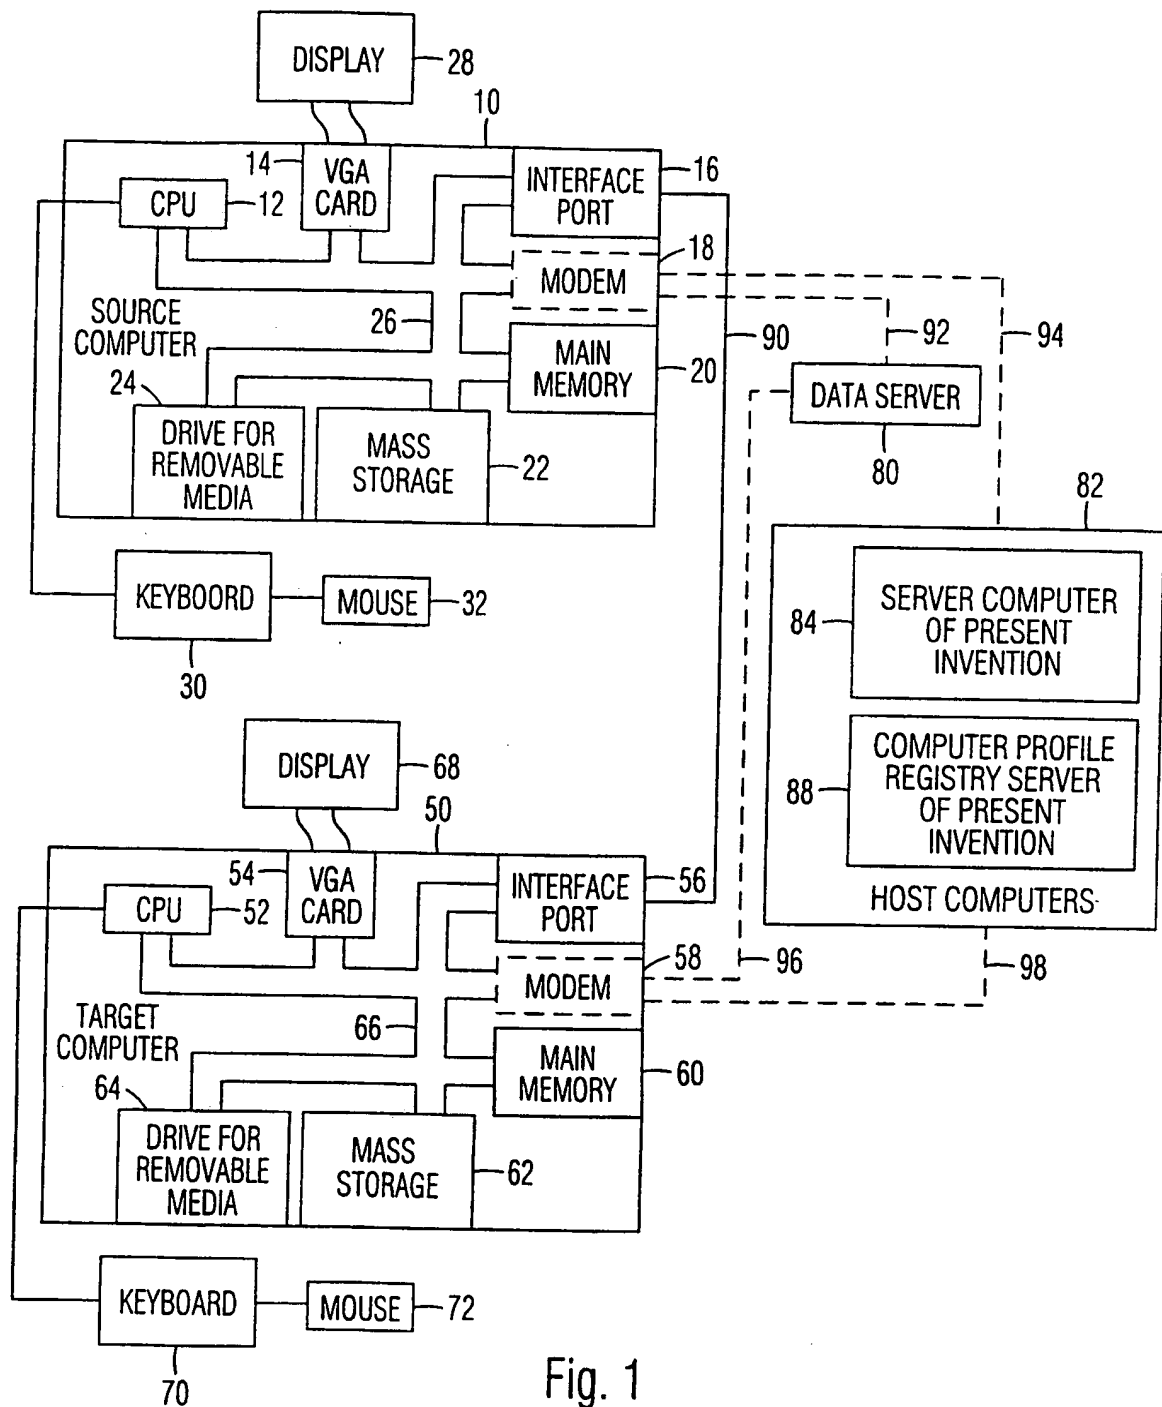 DISPLAY
28
10
14
VGA
CARD
INTERFACE
PORT
16
CPU
12
18
MODEM
SOURCE
COMPUTER
26
92
90
94
MAIN
MEMORY
20
DATA SERVER
80
24
DRIVE FOR
REMOVABLE
MEDIA
MASS
STORAGE
22
82
KEYBOORD
30
MOUSE
32
84
SERVER COMPUTER
OF PRESENT
INVENTION
88
COMPUTER PROFILE
REGISTRY SERVER
OF PRESENT
INVENTION
HOST COMPUTERS
DISPLAY
68
50
54
VGA
CARD
INTERFACE
PORT
56
CPU
52
58
MODEM
96
98
TARGET
COMPUTER
66
MAIN
MEMORY
60
64
DRIVE FOR
REMOVABLE
MEDIA
MASS
STORAGE
62
KEYBOARD
70
MOUSE
72
Fig. 1